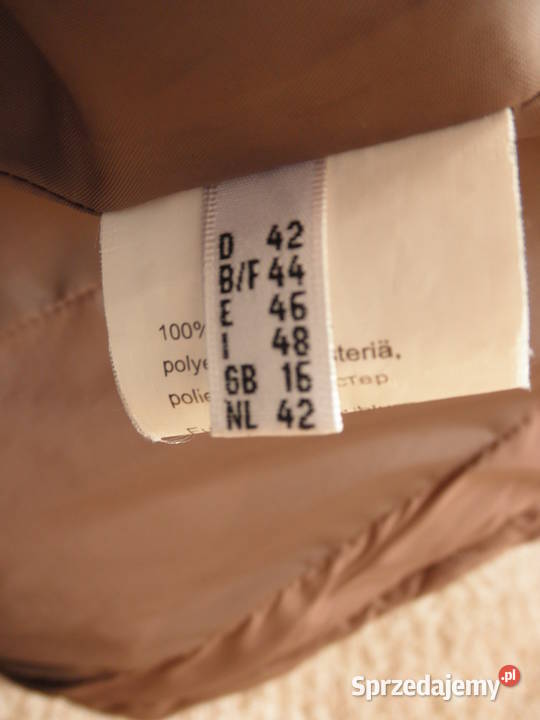 D 42
B/F 44
E 46
I 48
GB 16
NL 42
100%
polye
steriä,
polie
стер
Sprzedajemy.pl